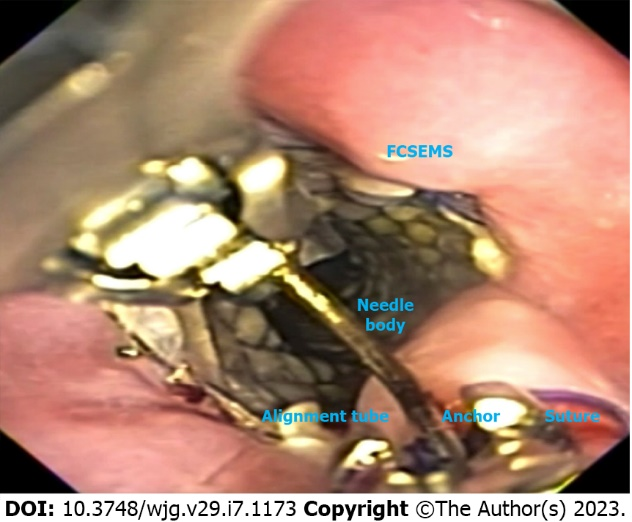 FCSEMS
Needle
body
Alignment tube
Anchor
Suture
DOI: 10.3748/wjg.v29.i7.1173 Copyright ©The Author(s) 2023.